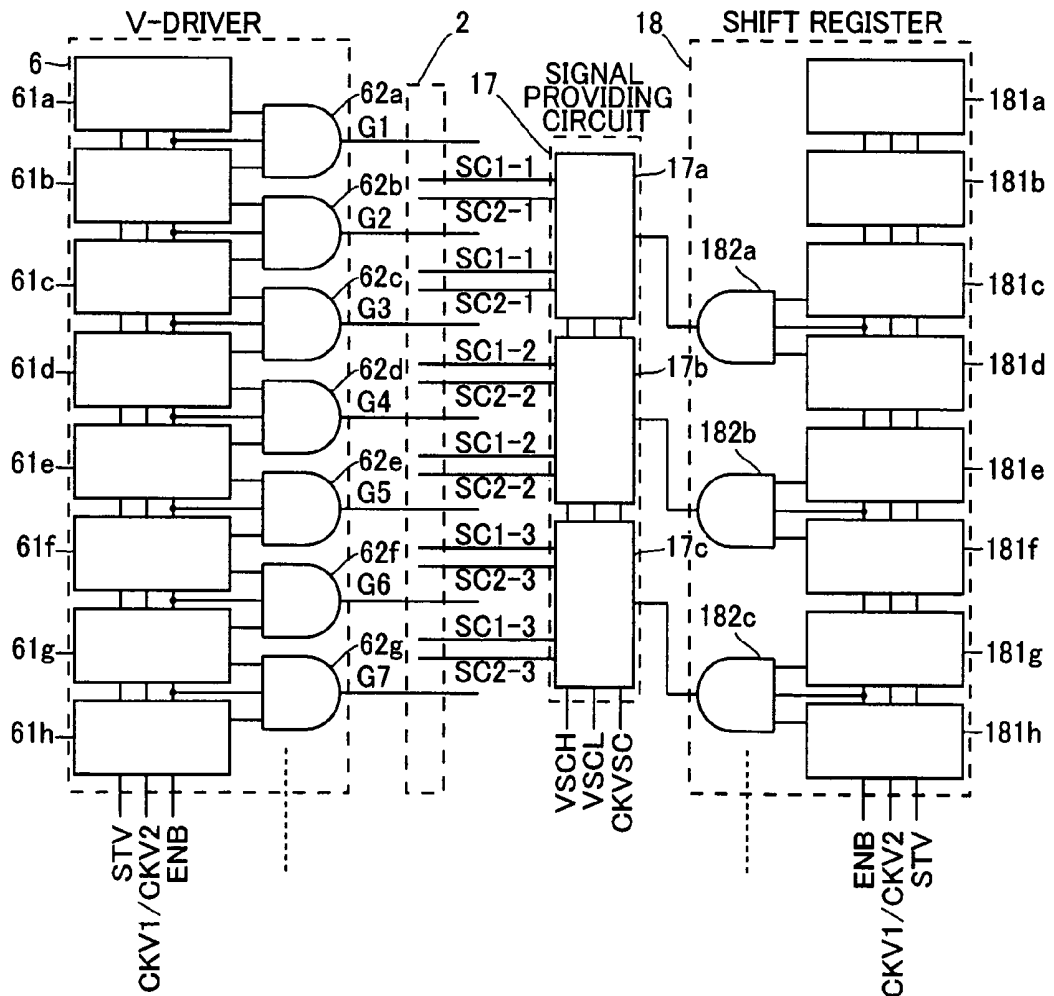 V-DRIVER
2
18
SHIFT REGISTER
6
61a
61b
61c
61d
61e
61f
61g
61h
62a
G1
62b
G2
62c
G3
62d
G4
62e
G5
62f
G6
62g
G7
STV
CKV1/CKV2
ENB
SC1-1
SC2-1
SC1-1
SC2-1
SC1-2
SC2-2
SC1-2
SC2-2
SC1-3
SC2-3
SC1-3
SC2-3
SIGNAL
PROVIDING
CIRCUIT
17
17a
17b
17c
VSCH
VSCL
CKVSC
182a
182b
182c
181a
181b
181c
181d
181e
181f
181g
181h
ENB
CKV1/CKV2
STV